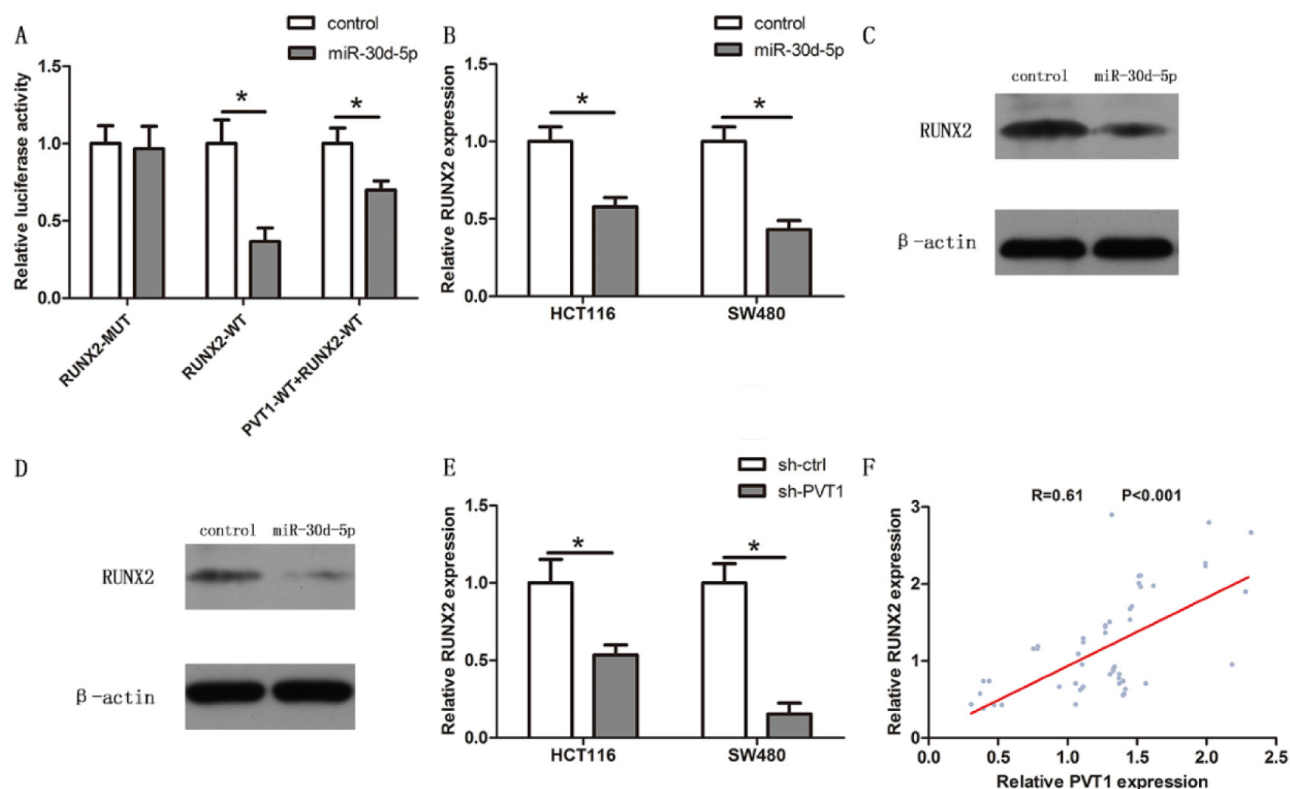 A
control
miR-30d-5p
Relative luciferase activity
1.5
1.0
0.5
0.0
*
*
RUNX2-MUT
RUNX2-WT
PVT1-WT+RUNX2-WT
B
control
miR-30d-5p
Relative RUNX2 expression
1.5
1.0
0.5
0.0
*
*
HCT116
SW480
C
control miR-30d-5p
RUNX2
β-actin
D
control miR-30d-5p
RUNX2
β-actin
E
sh-ctrl
sh-PVT1
Relative RUNX2 expression
1.5
1.0
0.5
0.0
*
*
HCT116
SW480
F
R=0.61 P<0.001
Relative RUNX2 expression
3
2
1
0
0.0 0.5 1.0 1.5 2.0 2.5
Relative PVT1 expression